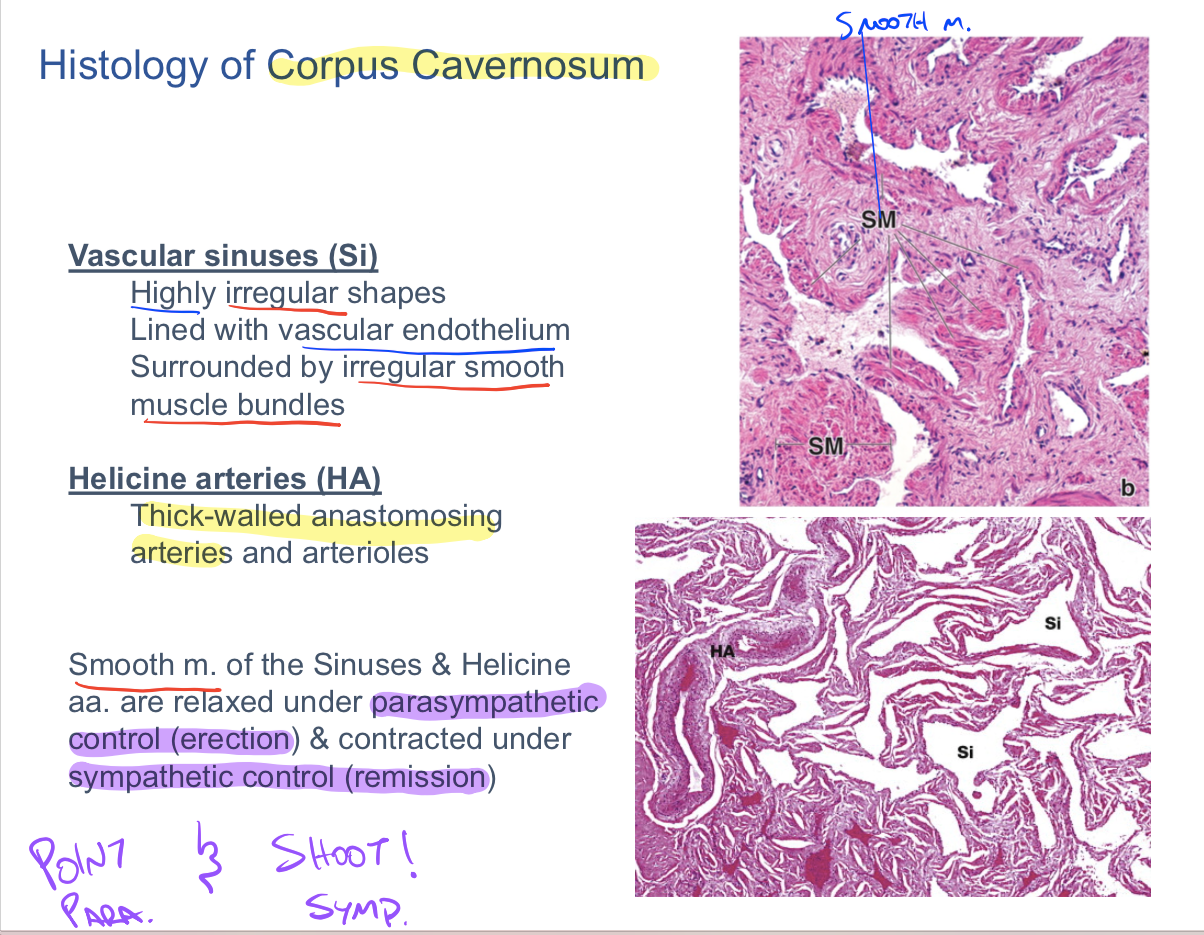 SMOOTH M.
Histology of Corpus Cavernosum
Vascular sinuses (Si)
Highly irregular shapes
Lined with vascular endothelium
Surrounded by irregular smooth
muscle bundles
Helicine arteries (HA)
Thick-walled anastomosing
arteries and arterioles
Smooth m. of the Sinuses & Helicine
aa. are relaxed under parasympathetic
control (erection) & contracted under
sympathetic control (remission)
POINT & SHOOT!
PARA. SYMP.
SM
SM
b
HA
Si
Si